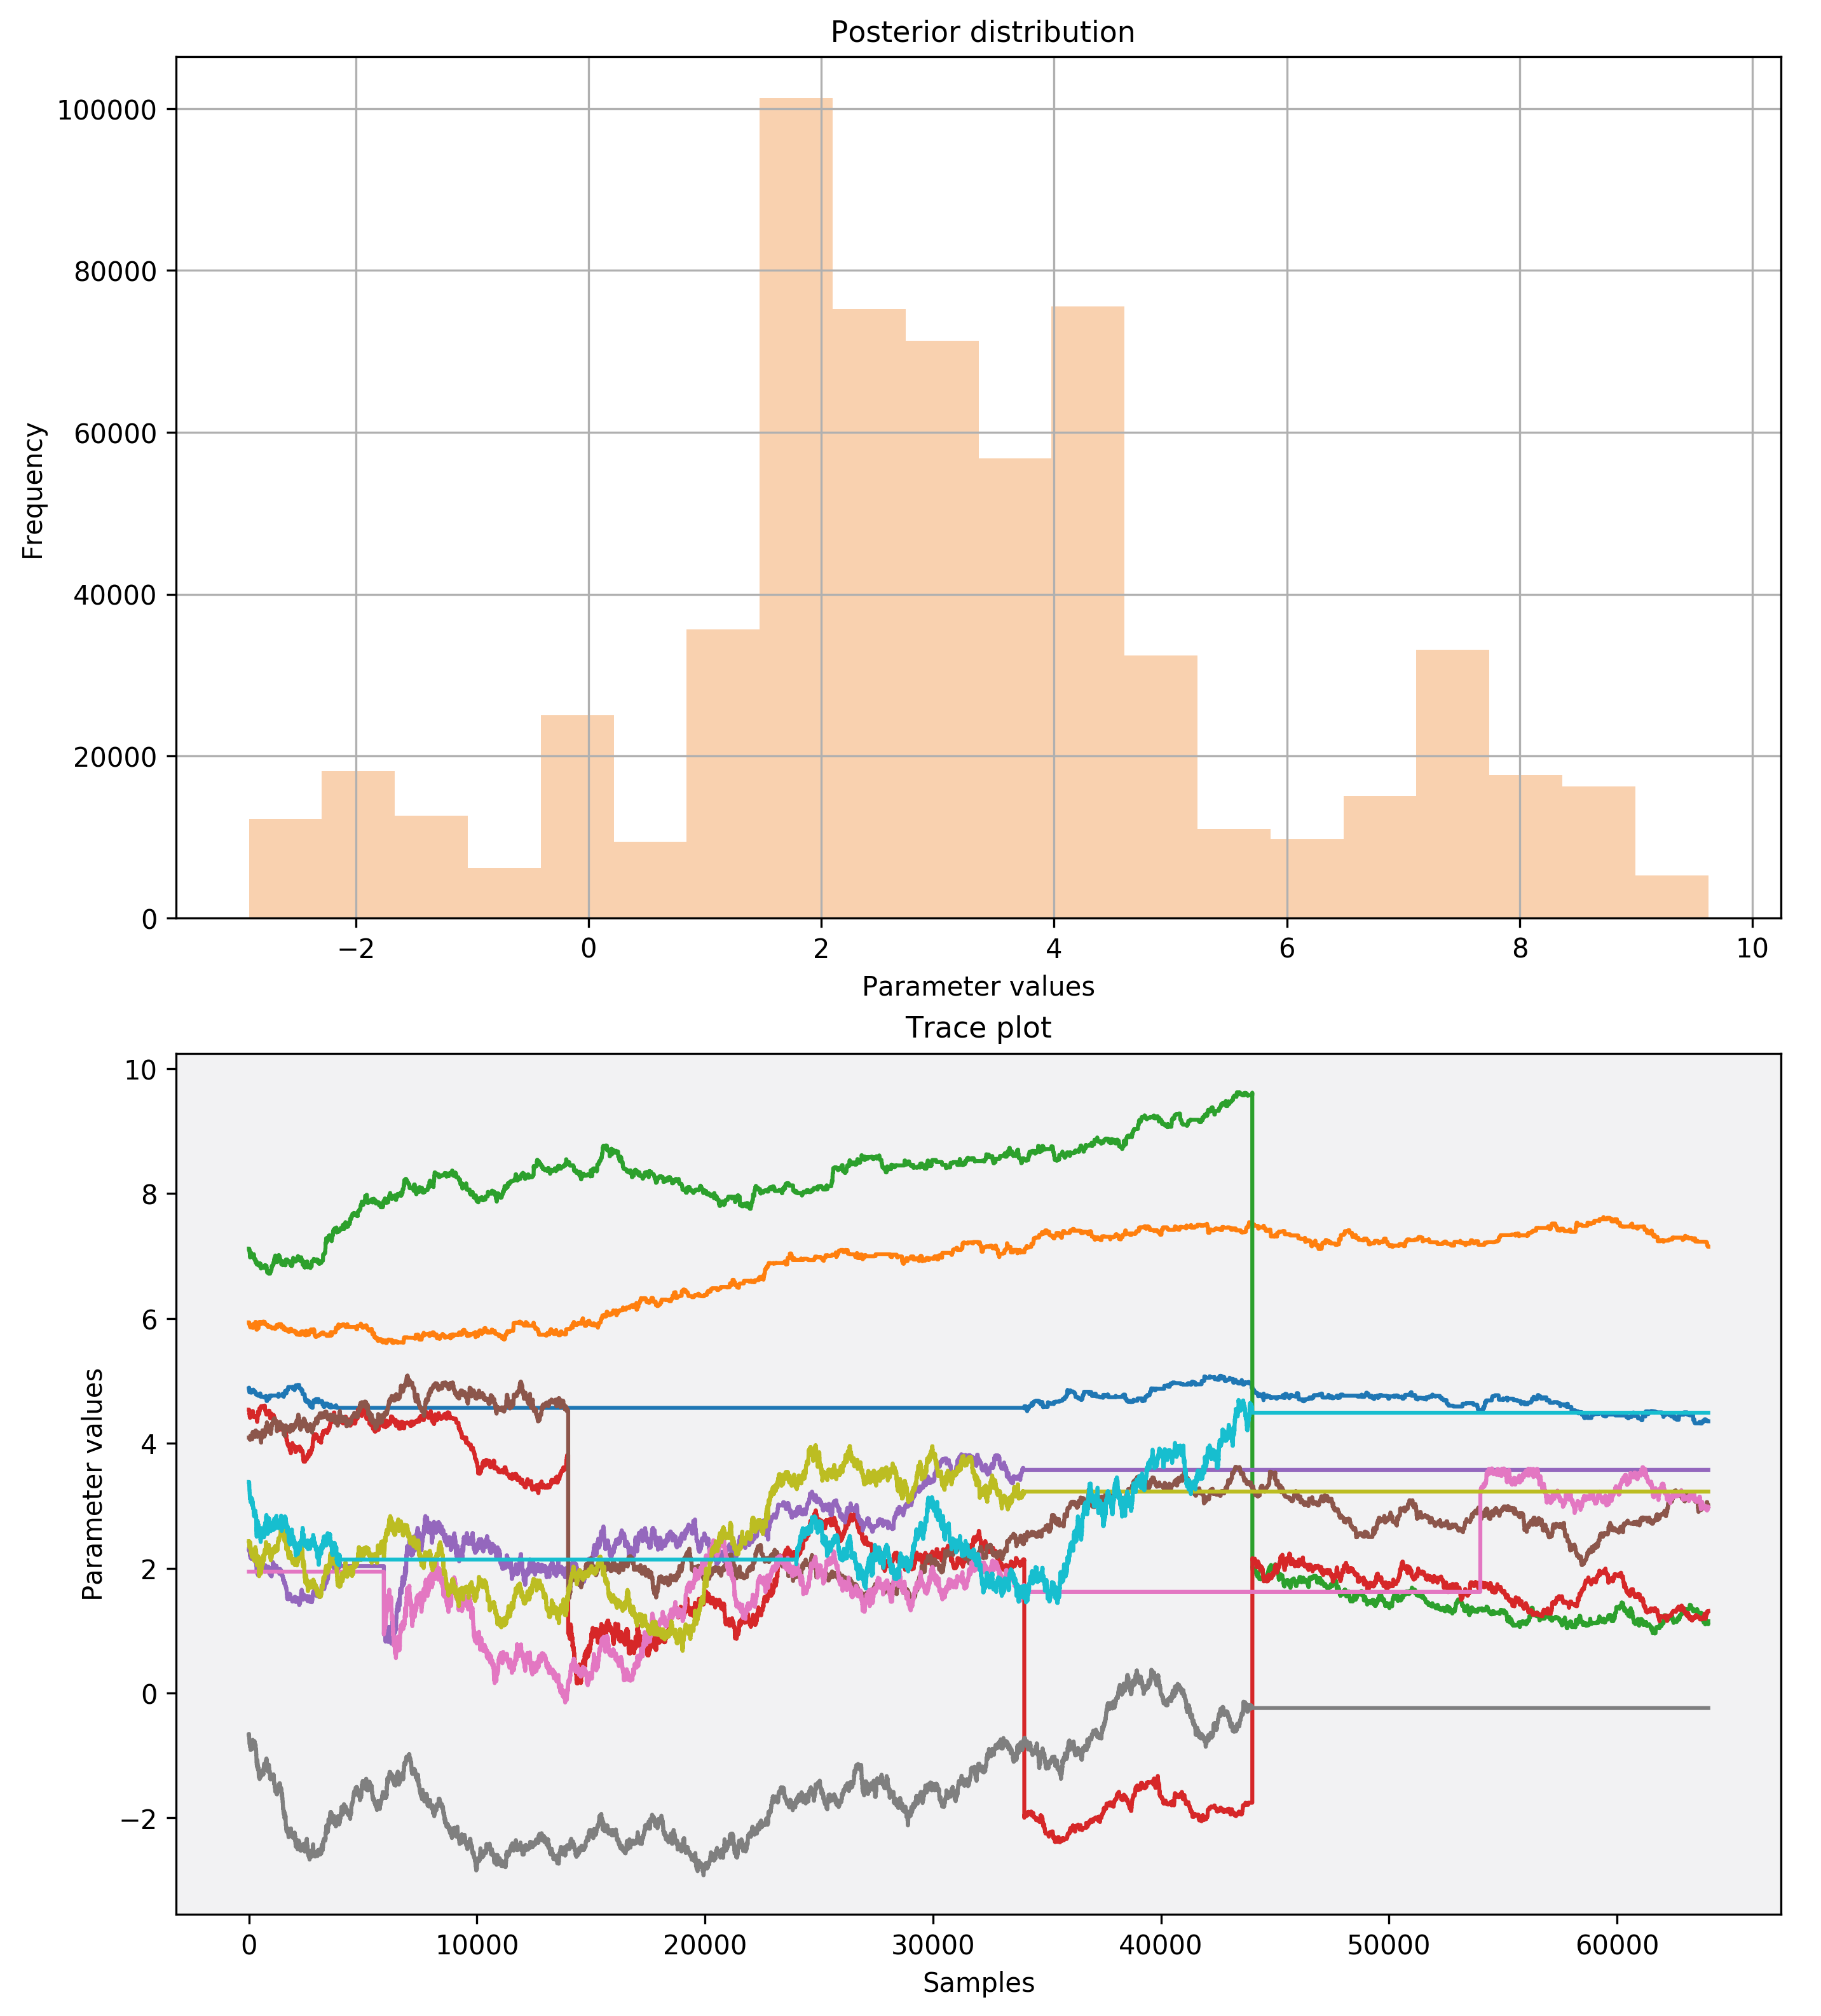 Posterior distribution
100000
80000
60000
40000
20000
0
Frequency
−2 0 2 4 6 8 10
Parameter values
Trace plot
10
8
6
4
2
0
−2
Parameter values
0 10000 20000 30000 40000 50000 60000
Samples